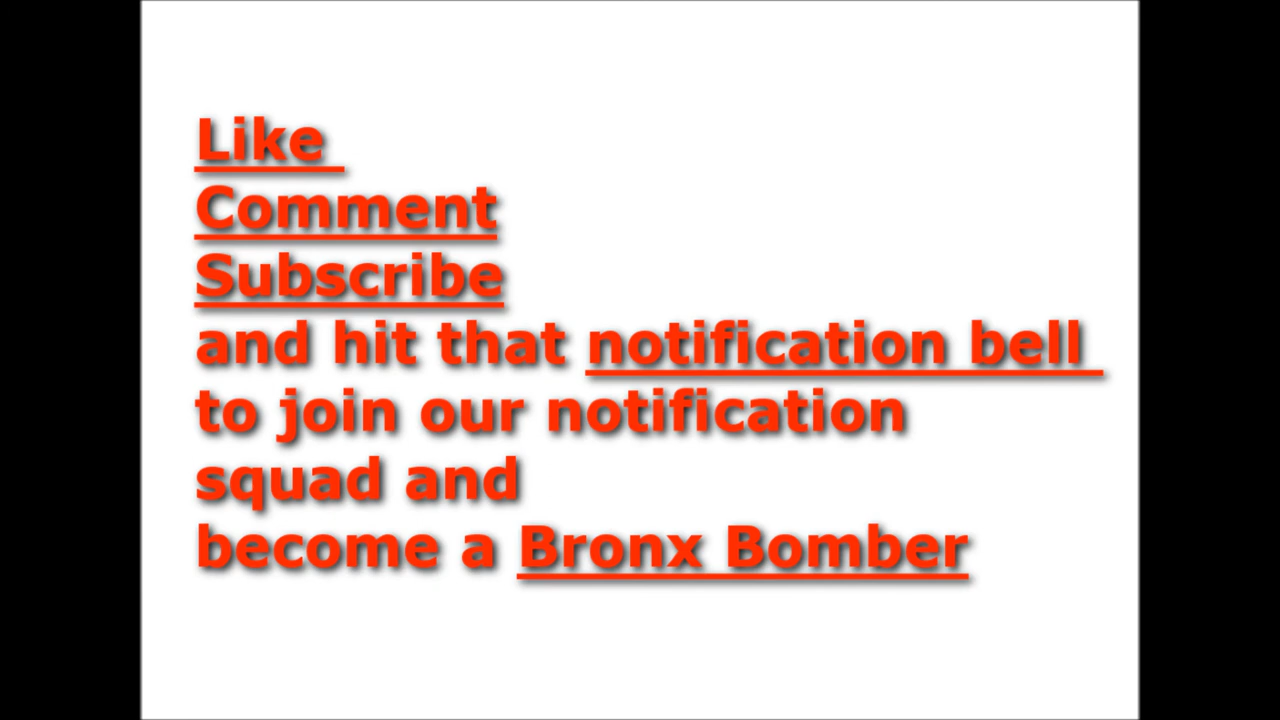 Like
Comment
Subscribe
and hit that notification bell
to join our notification
squad and
become a Bronx Bomber